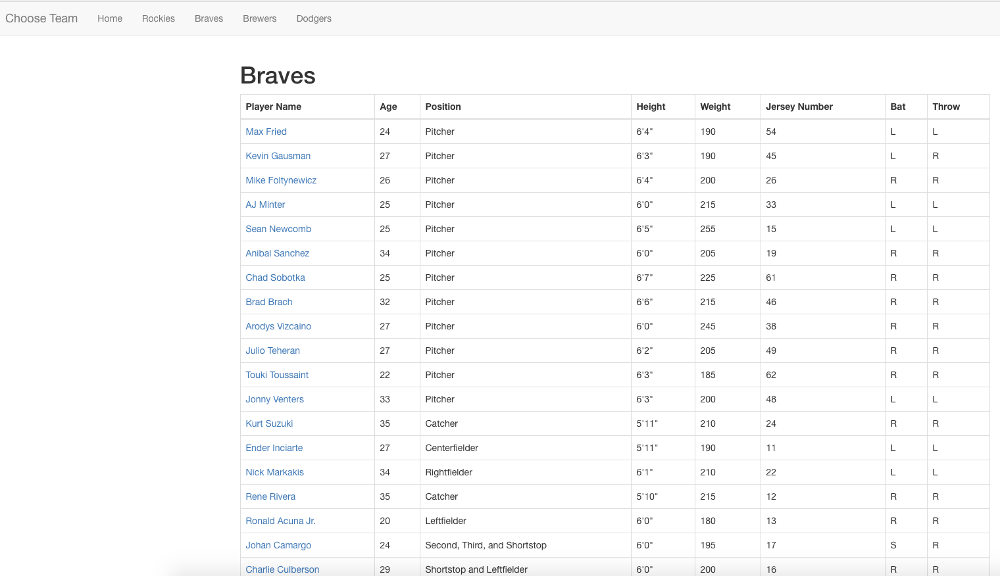 Choose Team Home Rockies Braves Brewers Dodgers
Braves
Player Name Age Position Height Weight Jersey Number Bat Throw
Max Fried 24 Pitcher 6'4" 190 54 L L
Kevin Gausman 27 Pitcher 6'3" 190 45 L R
Mike Foltynewicz 26 Pitcher 6'4" 200 26 R R
AJ Minter 25 Pitcher 6'0" 215 33 L L
Sean Newcomb 25 Pitcher 6'5" 255 15 L L
Anibal Sanchez 34 Pitcher 6'0" 205 19 R R
Chad Sobotka 25 Pitcher 6'7" 225 61 R R
Brad Brach 32 Pitcher 6'6" 215 46 R R
Arodys Vizcaino 27 Pitcher 6'0" 245 38 R R
Julio Teheran 27 Pitcher 6'2" 205 49 R R
Touki Toussaint 22 Pitcher 6'3" 185 62 R R
Jonny Venters 33 Pitcher 6'3" 200 48 L L
Kurt Suzuki 35 Catcher 5'11" 210 24 R R
Ender Inciarte 27 Centerfielder 5'11" 190 11 L L
Nick Markakis 34 Rightfielder 6'1" 210 22 L L
Rene Rivera 35 Catcher 5'10" 215 12 R R
Ronald Acuna Jr. 20 Leftfielder 6'0" 180 13 R R
Johan Camargo 24 Second, Third, and Shortstop 6'0" 195 17 S R
Charlie Culberson 29 Shortstop and Leftfielder 6'0" 200 16 R R